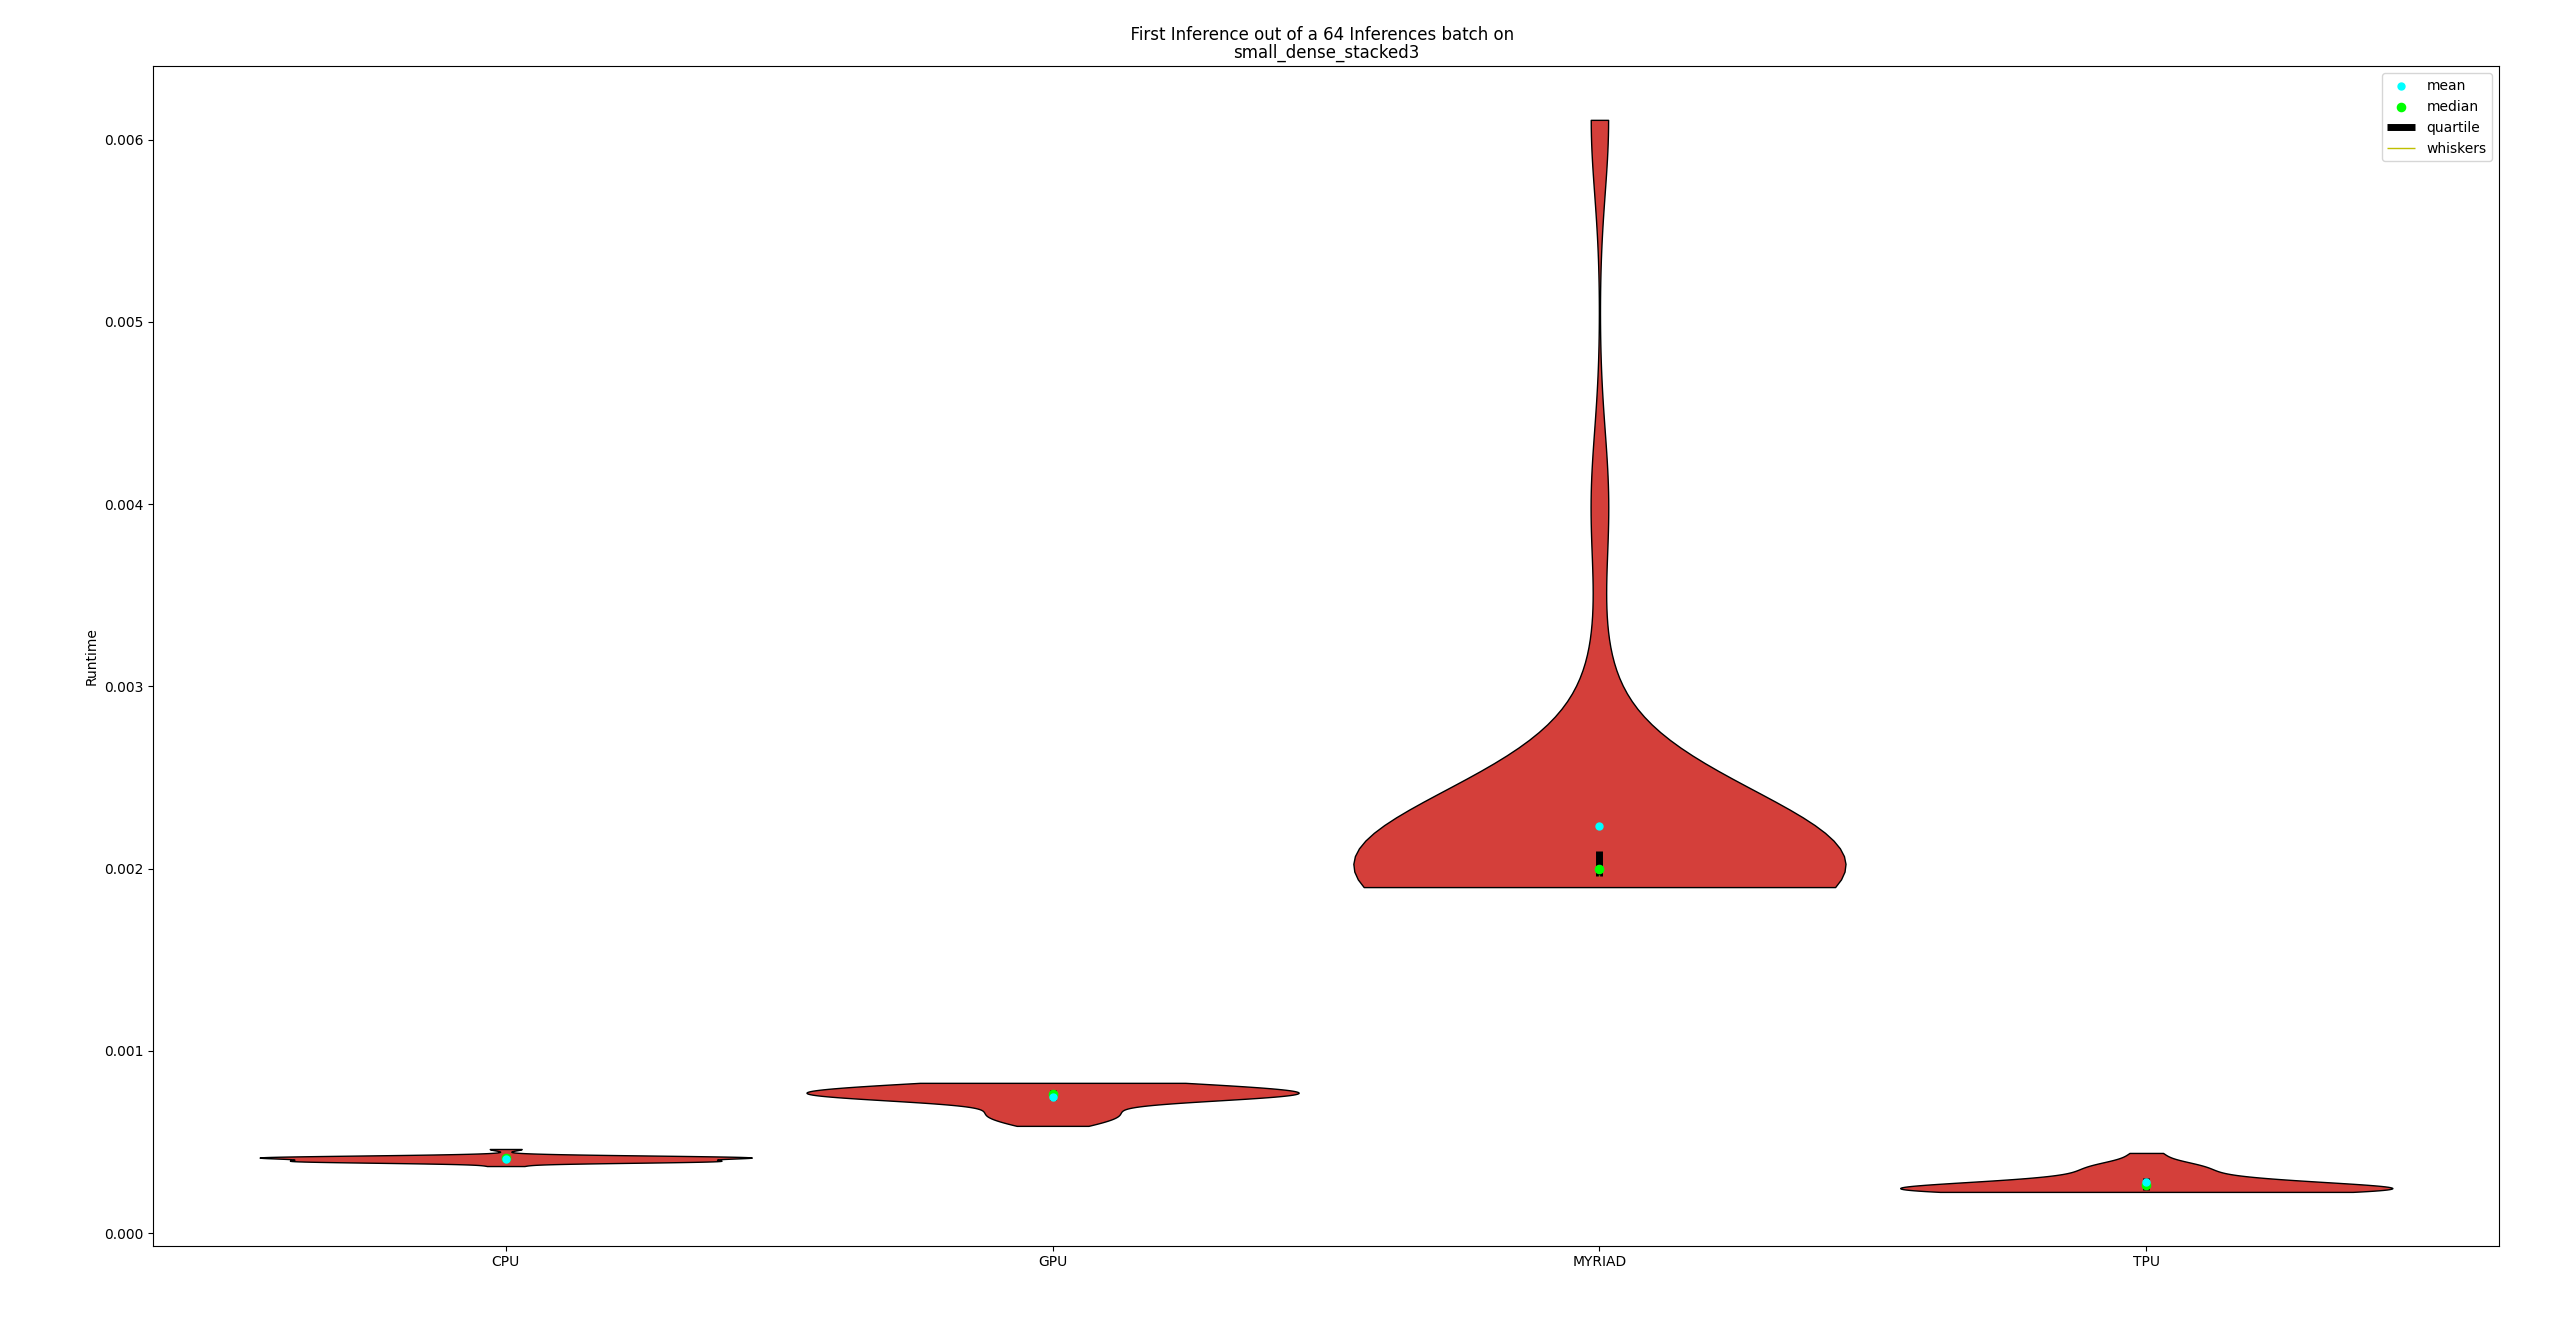 First Inference out of a 64 Inferences batch on
small_dense_stacked3
mean
median
quartile
whiskers
0.006
0.005
0.004
0.003
0.002
0.001
0.000
Runtime
CPU
GPU
MYRIAD
TPU